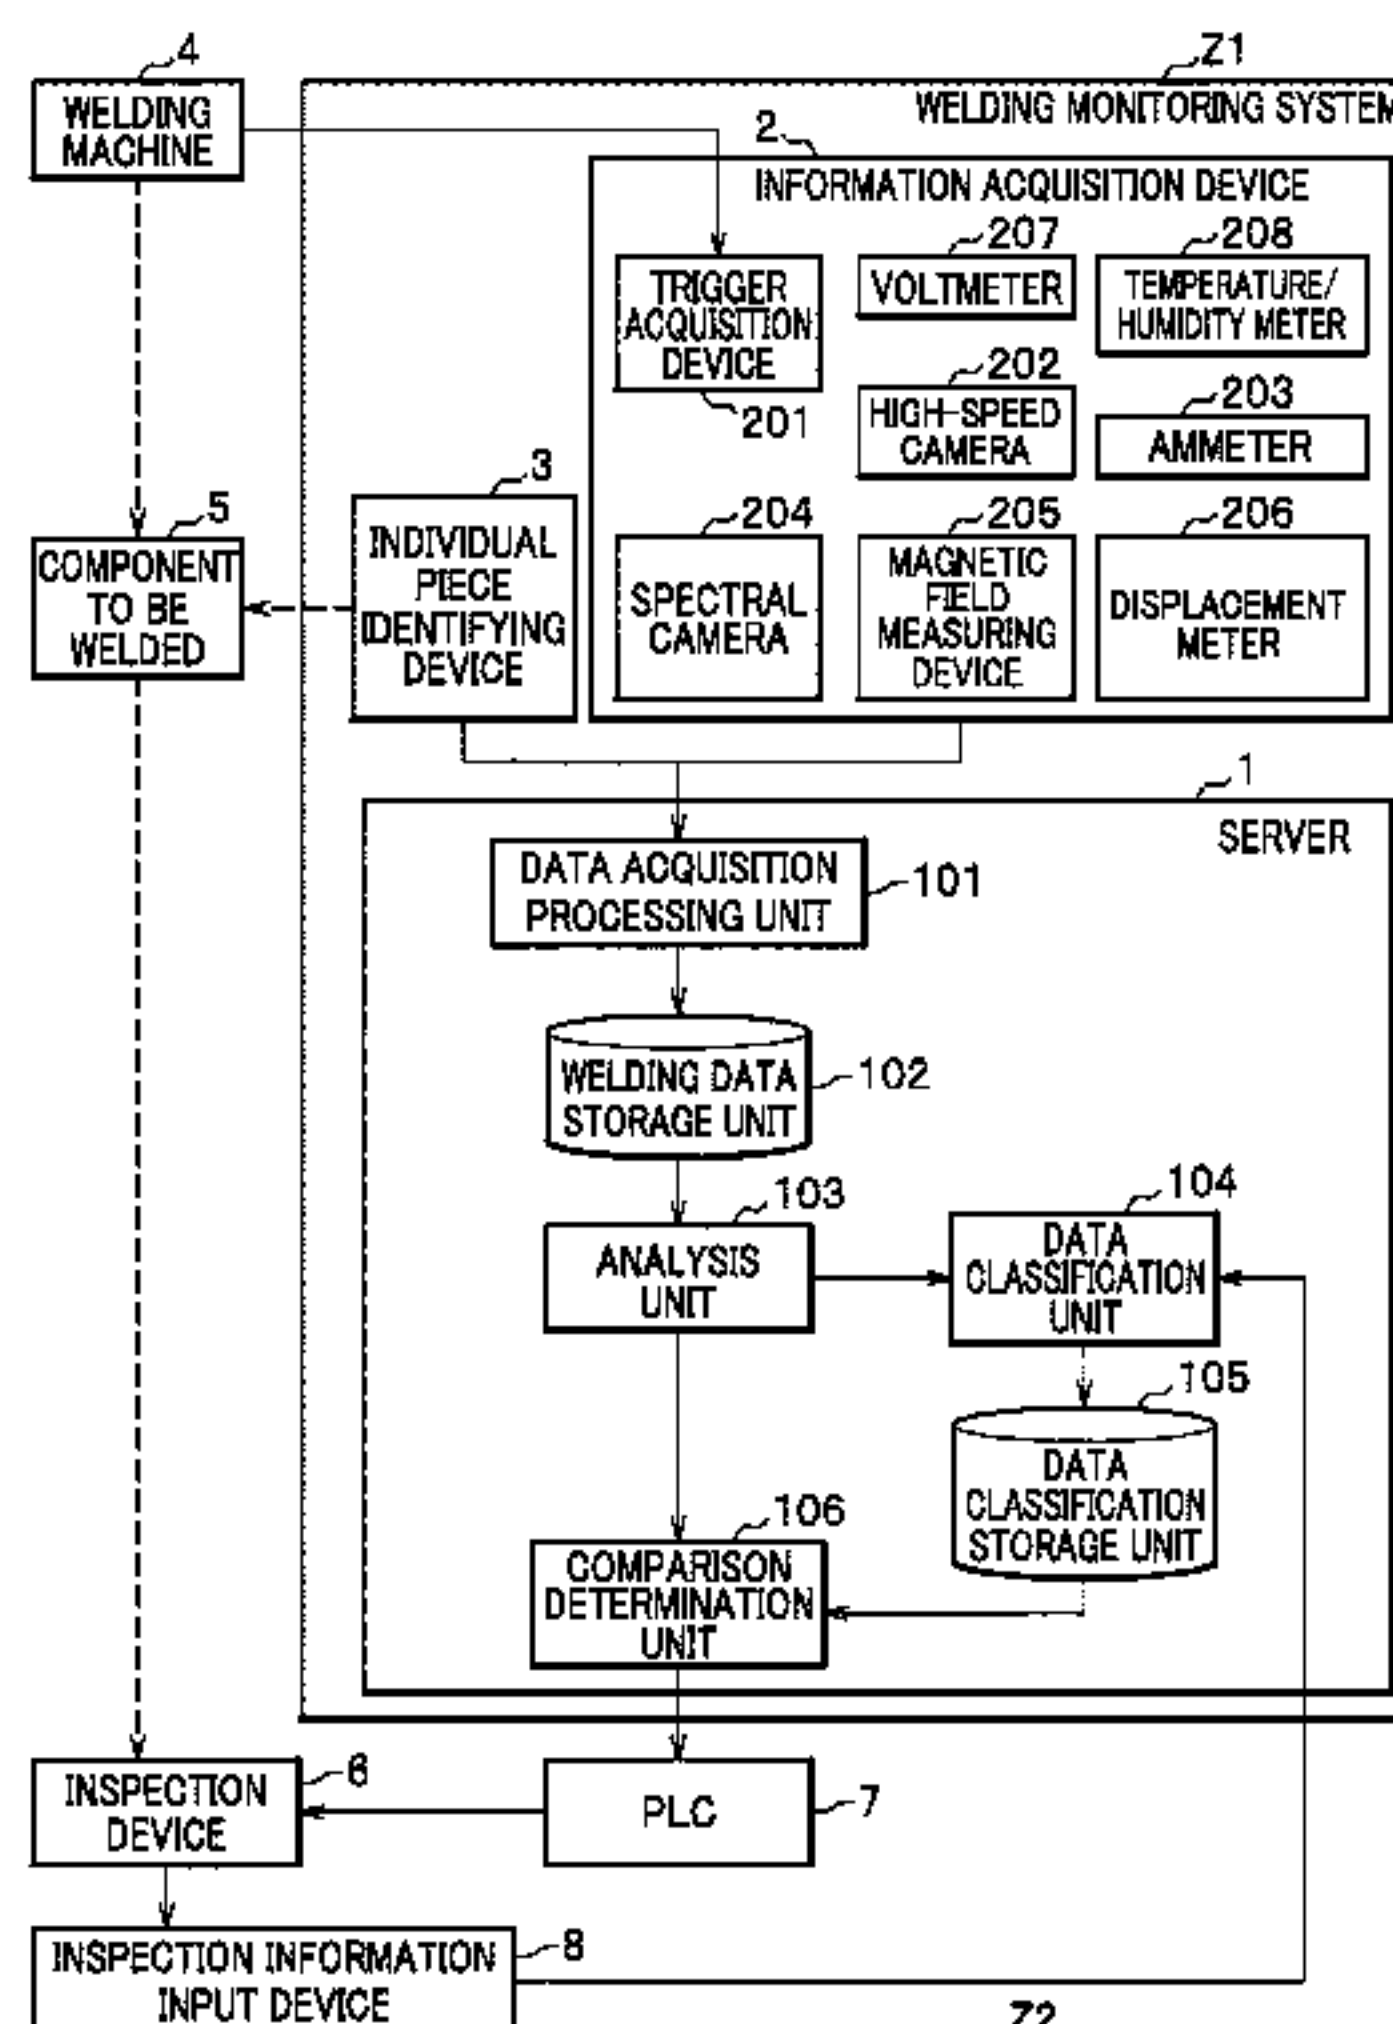 4
Z1
WELDING
MACHINE
WELDING MONITORING SYSTEM
2
INFORMATION ACQUISITION DEVICE
207
208
TRIGGER
ACQUISITION
DEVICE
201
VOLTMETER
TEMPERATURE/
HUMIDITY METER
202
203
HIGH-SPEED
CAMERA
AMMETER
3
5
204
205
206
COMPONENT
TO BE
WELDED
INDIVIDUAL
PIECE
IDENTIFYING
DEVICE
SPECTRAL
CAMERA
MAGNETIC
FIELD
MEASURING
DEVICE
DISPLACEMENT
METER
1
SERVER
DATA ACQUISITION
PROCESSING UNIT
101
WELDING DATA
STORAGE UNIT
102
103
104
ANALYSIS
UNIT
DATA
CLASSIFICATION
UNIT
105
DATA
CLASSIFICATION
STORAGE UNIT
106
COMPARISON
DETERMINATION
UNIT
INSPECTION
DEVICE
6
PLC
7
INSPECTION INFORMATION
INPUT DEVICE
8
Z2